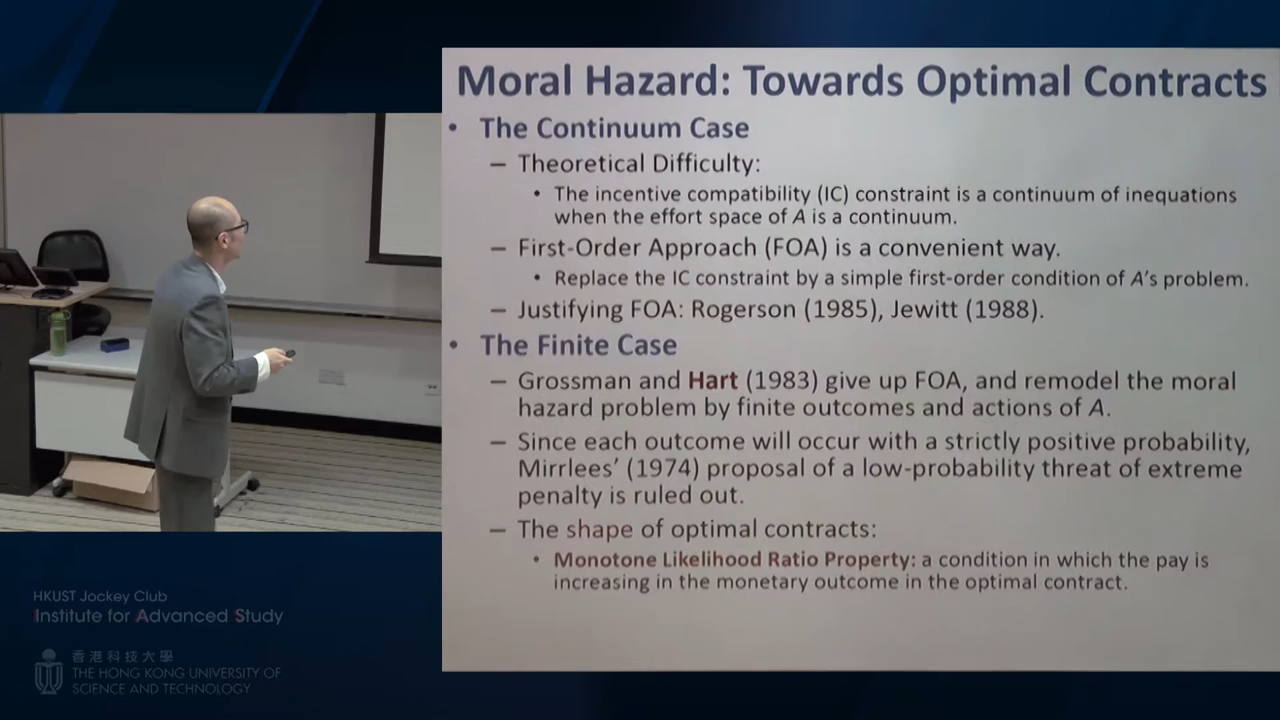 Moral Hazard: Towards Optimal Contracts
• The Continuum Case
– Theoretical Difficulty:
• The incentive compatibility (IC) constraint is a continuum of inequations
when the effort space of A is a continuum.
– First-Order Approach (FOA) is a convenient way.
• Replace the IC constraint by a simple first-order condition of A's problem.
– Justifying FOA: Rogerson (1985), Jewitt (1988).
• The Finite Case
– Grossman and Hart (1983) give up FOA, and remodel the moral
hazard problem by finite outcomes and actions of A.
– Since each outcome will occur with a strictly positive probability,
Mirrlees' (1974) proposal of a low-probability threat of extreme
penalty is ruled out.
– The shape of optimal contracts:
• Monotone Likelihood Ratio Property: a condition in which the pay is
increasing in the monetary outcome in the optimal contract.
HKUST Jockey Club
Institute for Advanced Study
香港科技大學
THE HONG KONG UNIVERSITY OF
SCIENCE AND TECHNOLOGY